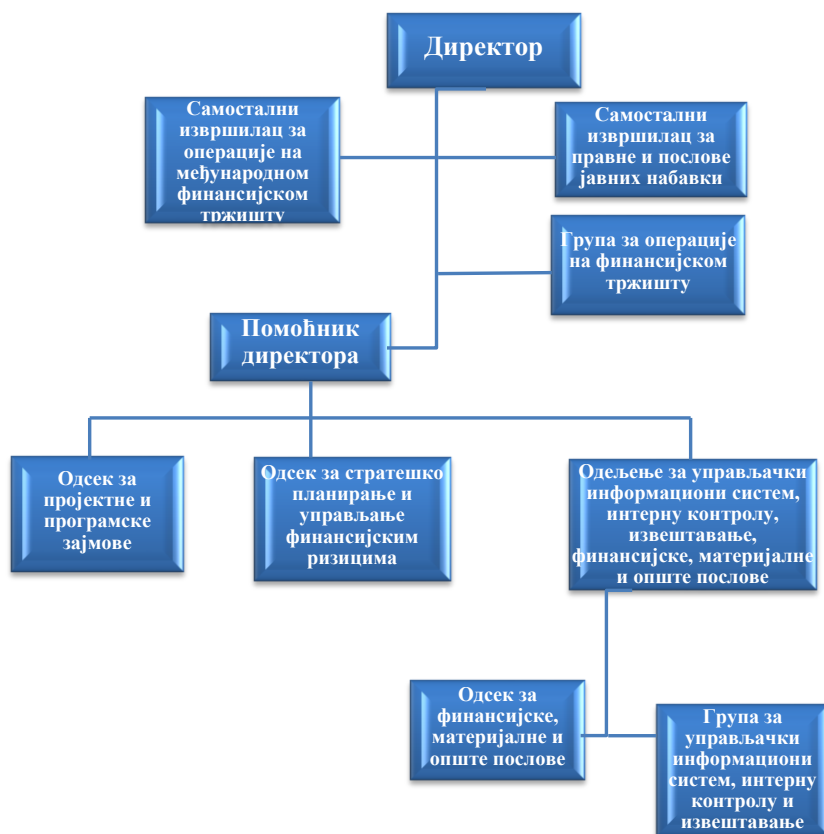 Директор
Самостални
извршилац за
операције на
међународном
финансијском
тржишту
Самостални
извршилац за
правне и послове
јавних набавки
Група за операције
на финансијском
тржишту
Помоћник
директора
Одсек за
пројектне и
програмске
зајмове
Одсек за стратешко
планирање и
управљање
финансијским
ризицима
Одељење за управљачки
информациони систем,
интерну контролу,
извештавање,
финансијске, материјалне
и опште послове
Одсек за
финансијске,
материјалне и
опште послове
Група за
управљачки
информациони
систем, интерну
контролу и
извештавање